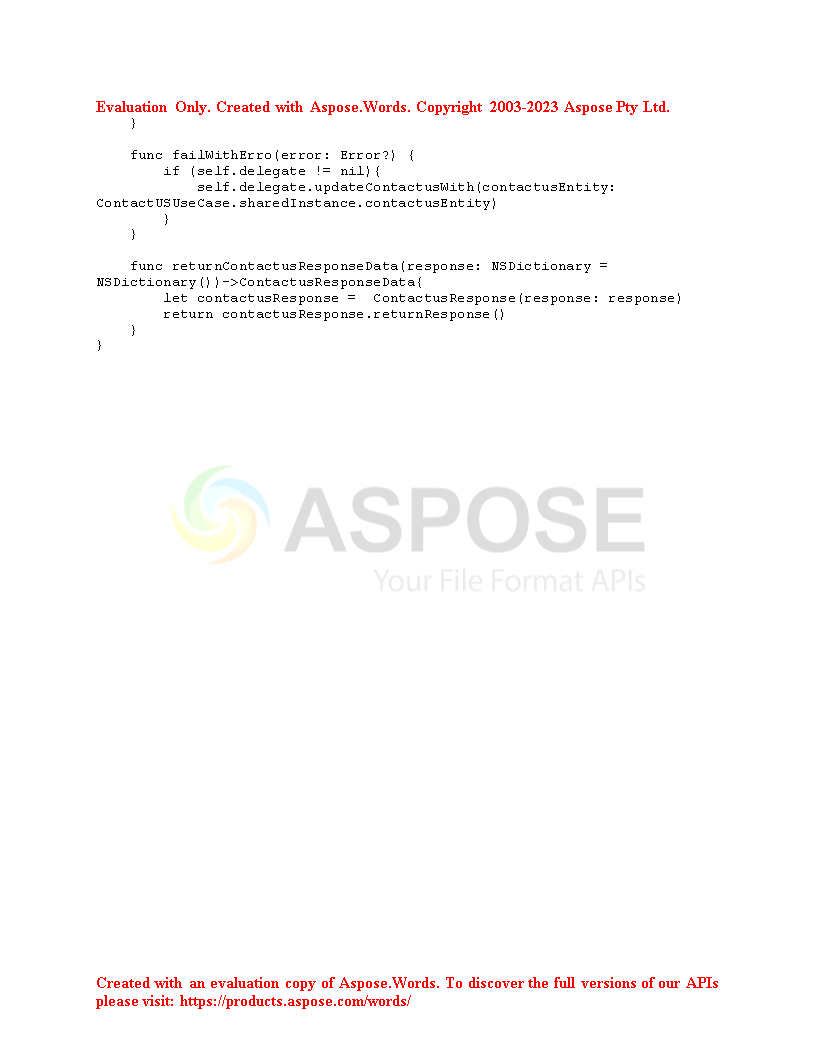 Evaluation Only. Created with Aspose.Words. Copyright 2003-2023 Aspose Pty Ltd.
    }
    func failWithErro(error: Error?) {
        if (self.delegate != nil){
            self.delegate.updateContactusWith(contactusEntity:
ContactUSUseCase.sharedInstance.contactusEntity)
        }
    }
    func returnContactusResponseData(response: NSDictionary =
NSDictionary())->ContactusResponseData{
        let contactusResponse =  ContactusResponse(response: response)
        return contactusResponse.returnResponse()
    }
}
ASPOSE
Your File Format APIs
Created with an evaluation copy of Aspose.Words. To discover the full versions of our APIs
please visit: https://products.aspose.com/words/